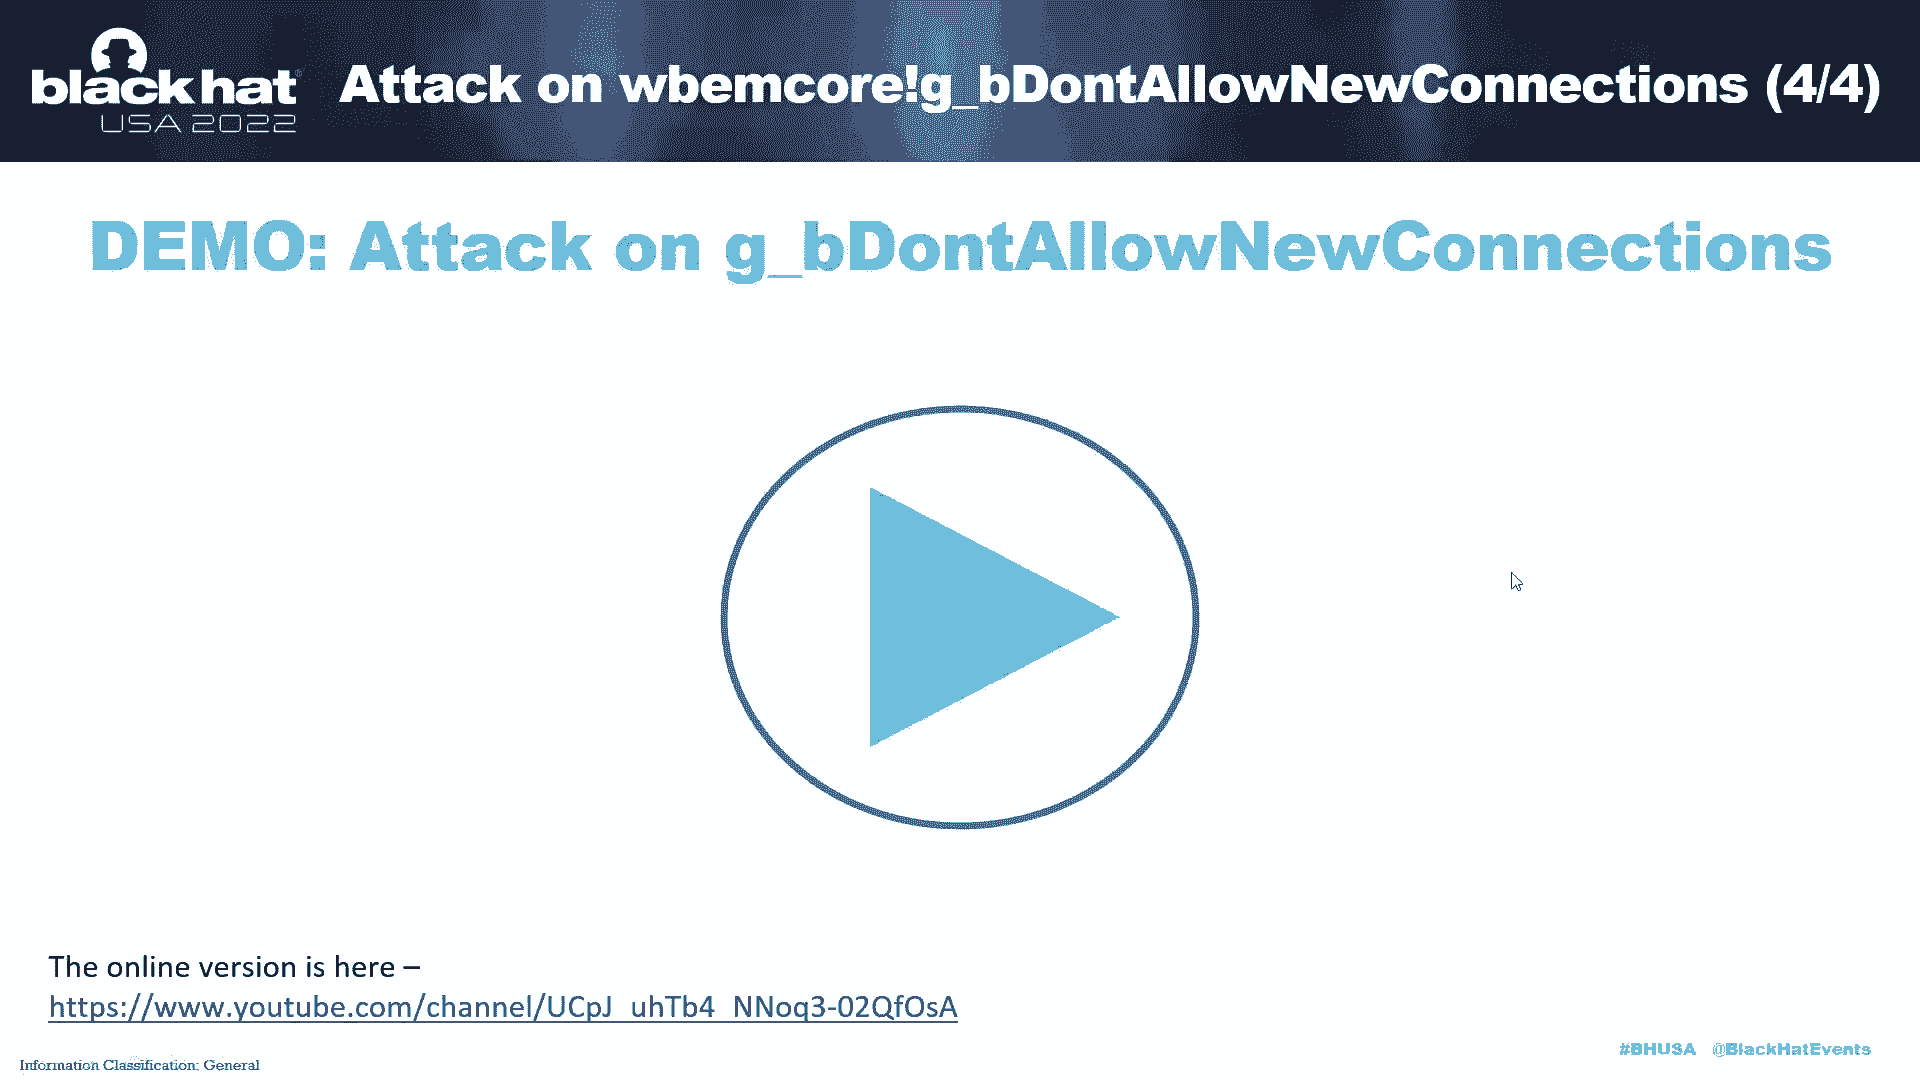 black hat®
USA 2022
Attack on wbemcore!g_bDontAllowNewConnections (4/4)
DEMO: Attack on g_bDontAllowNewConnections
The online version is here –
https://www.youtube.com/channel/UCpJ_uhTb4_NNoq3-02QfOsA
#BHUSA @BlackHatEvents
Information Classification: General